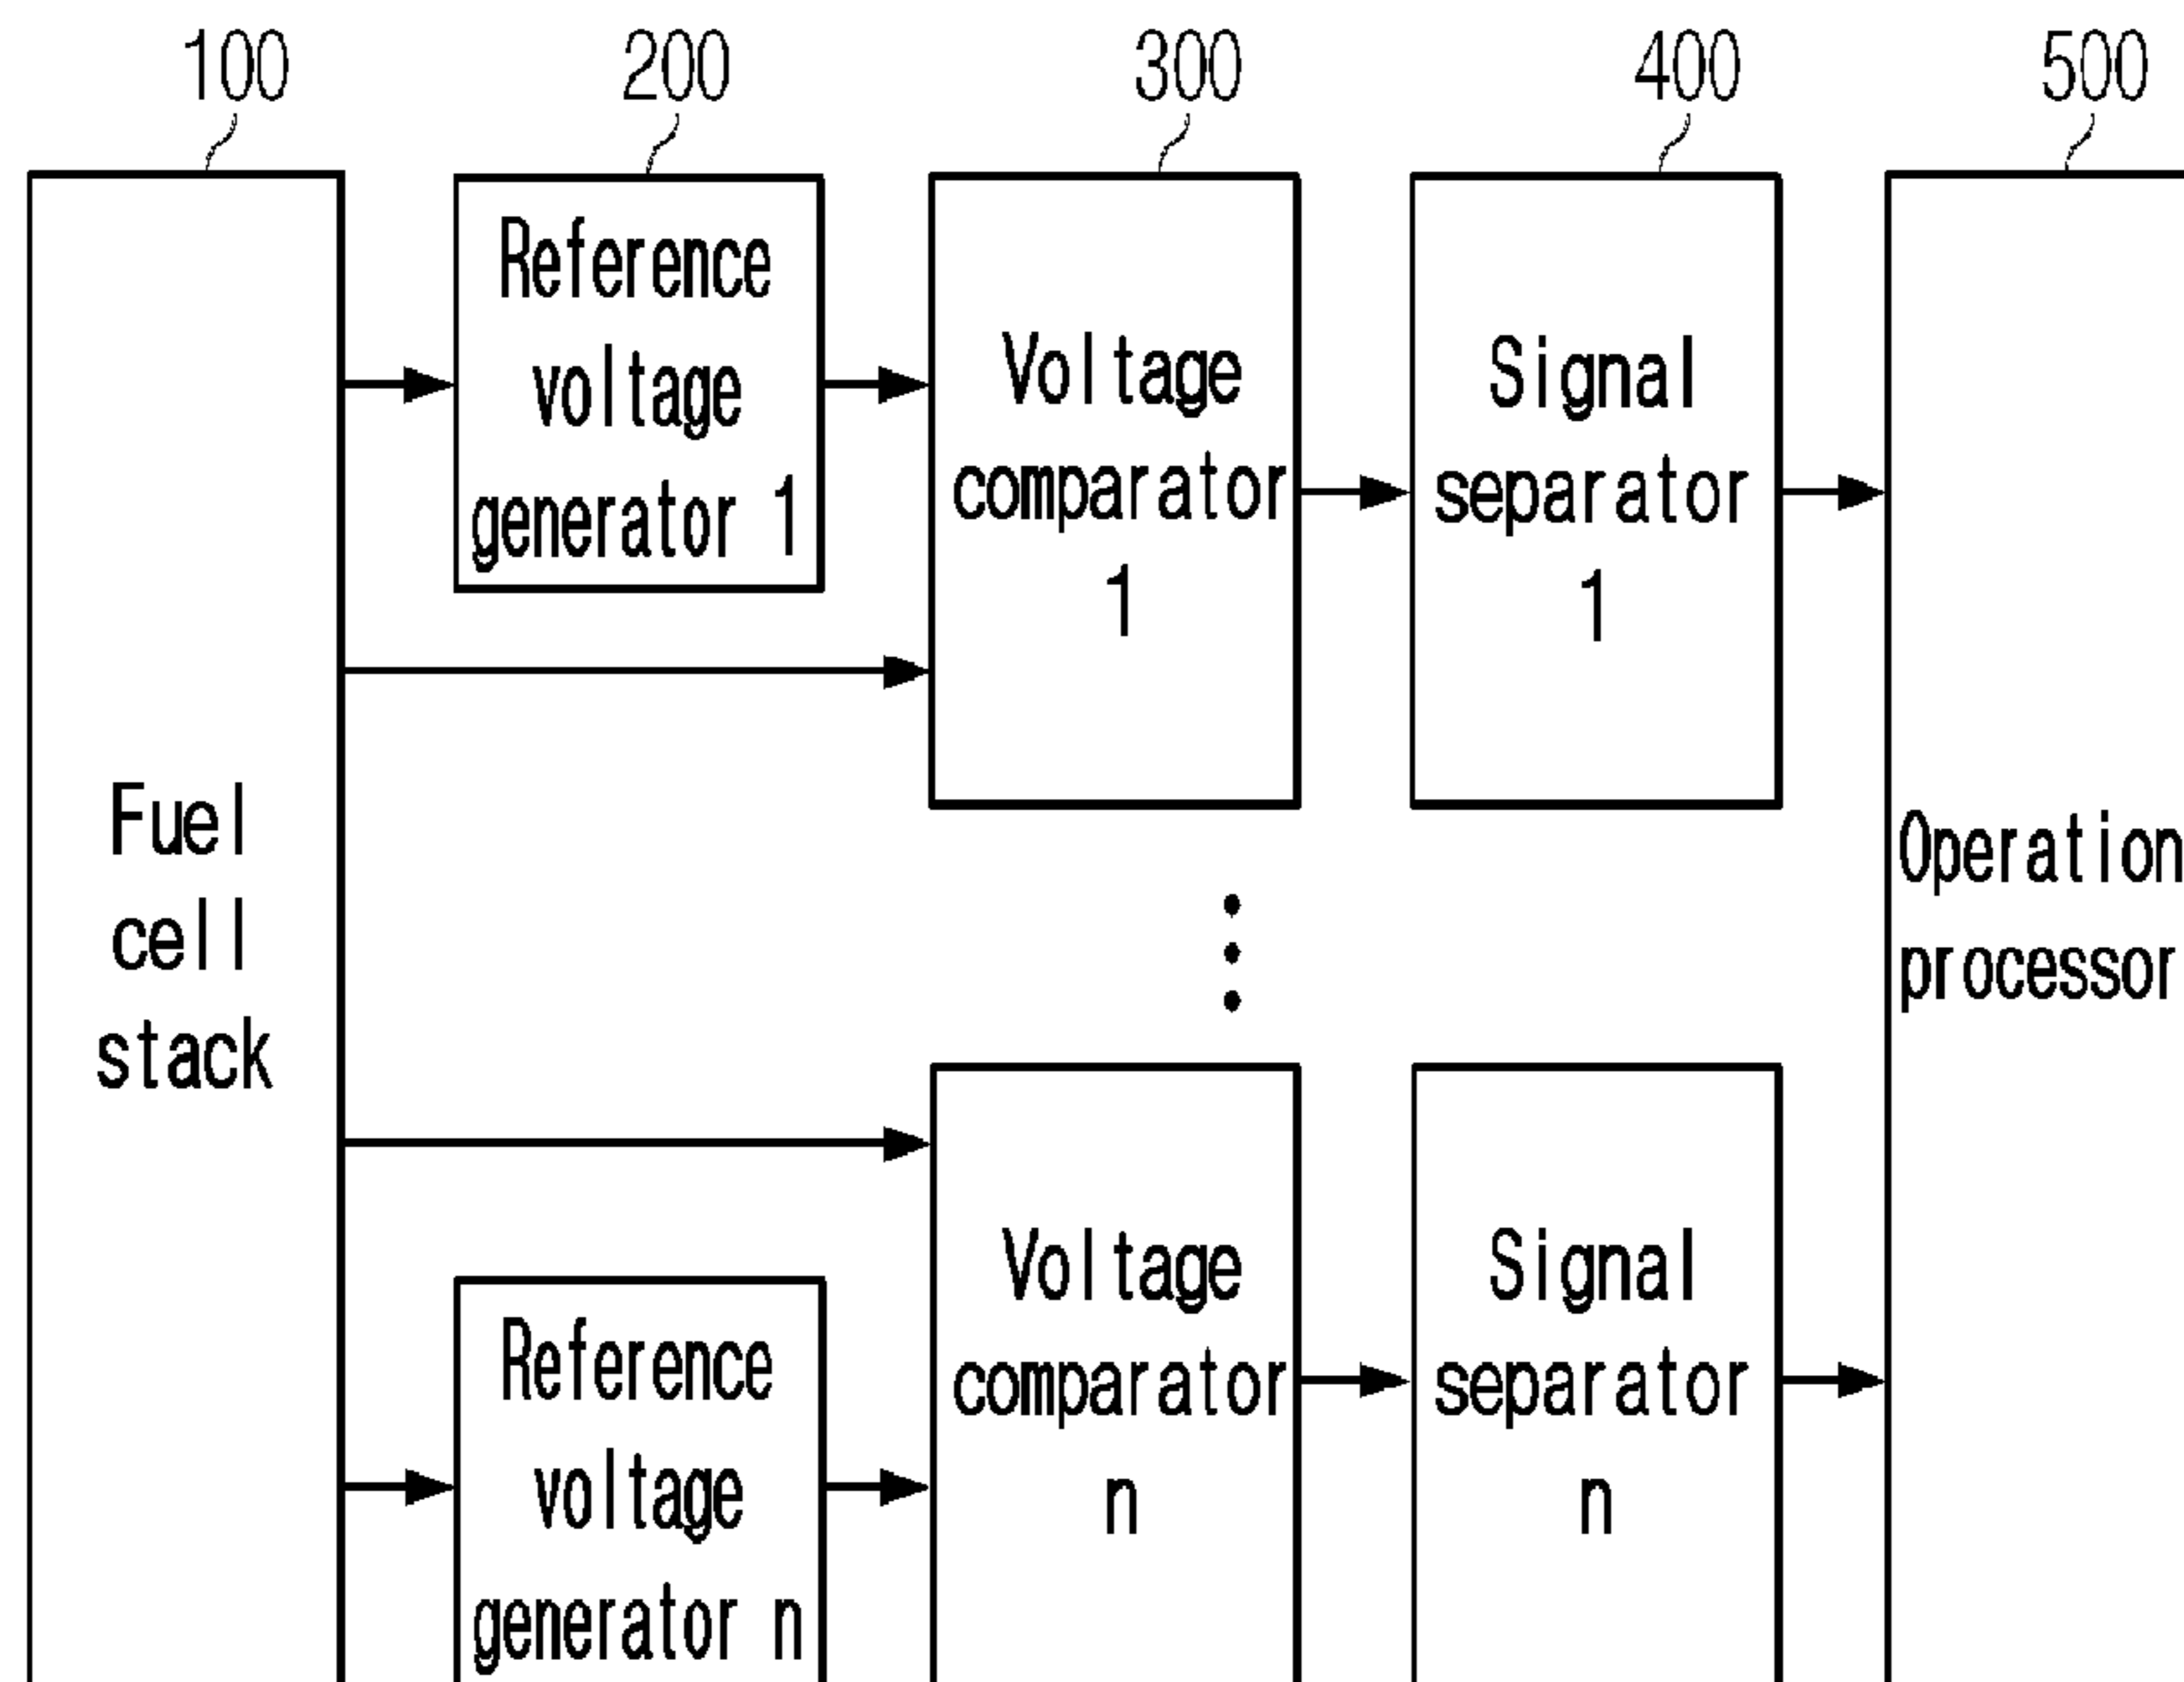 100
200
300
400
500
Reference
voltage
generator 1
Voltage
comparator
1
Signal
separator
1
Fuel
cell
stack
Operation
processor
Voltage
comparator
n
Signal
separator
n
Reference
voltage
generator n